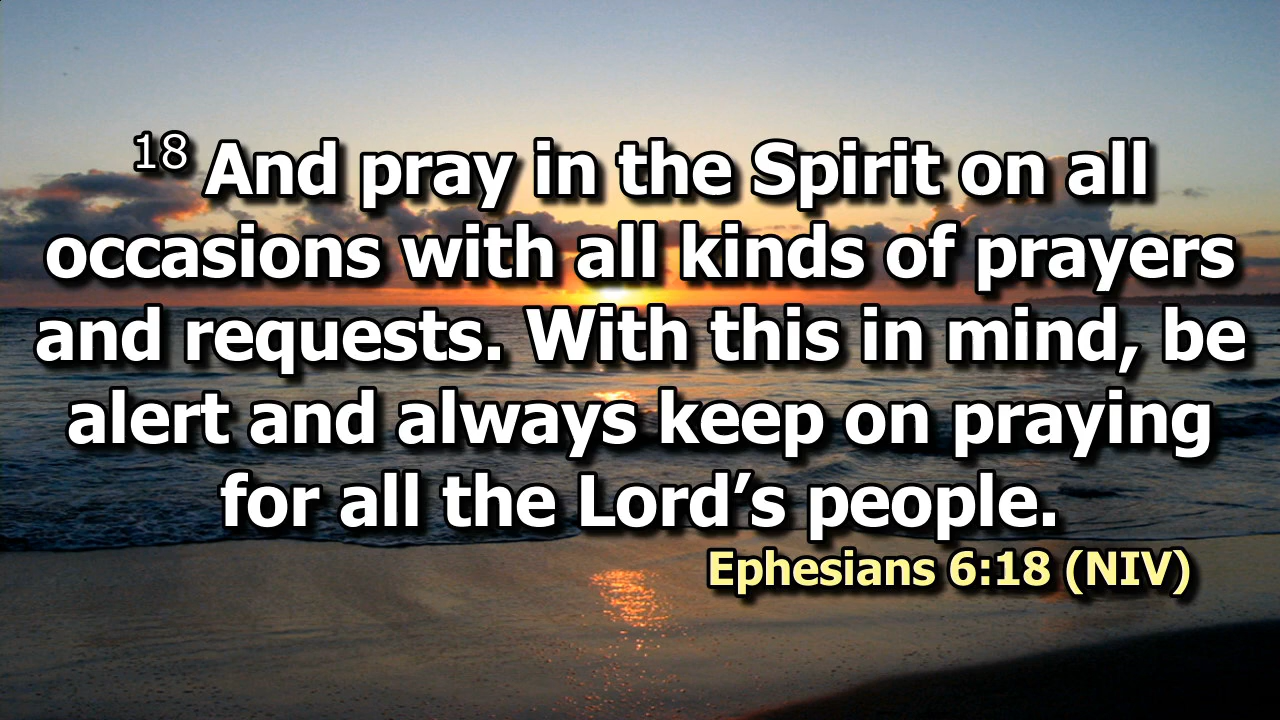 18 And pray in the Spirit on all
occasions with all kinds of prayers
and requests. With this in mind, be
alert and always keep on praying
for all the Lord’s people.
Ephesians 6:18 (NIV)